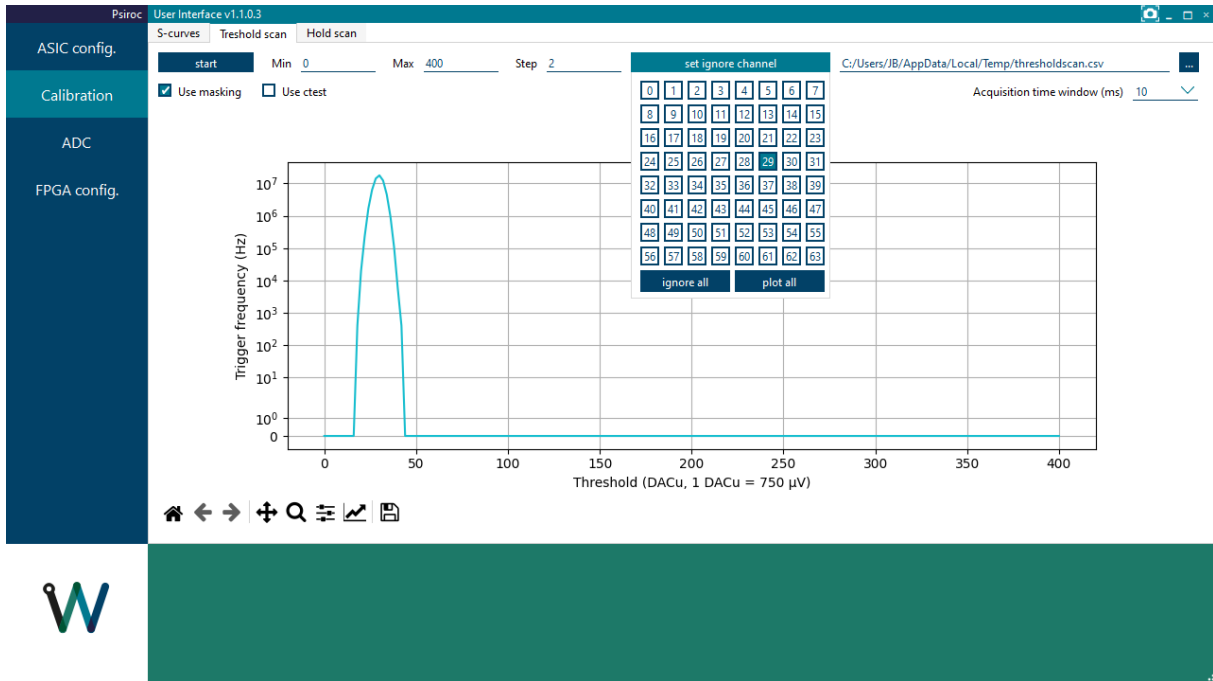 Psiroc User Interface v1.1.0.3
ASIC config.
Calibration
ADC
FPGA config.
S-curves Treshold scan Hold scan
start Min 0 Max 400 Step 2 set ignore channel C:/Users/JB/AppData/Local/Temp/thresholdscan.csv ...
Use masking Use ctest Acquisition time window (ms) 10
0 1 2 3 4 5 6 7
8 9 10 11 12 13 14 15
16 17 18 19 20 21 22 23
24 25 26 27 28 29 30 31
32 33 34 35 36 37 38 39
40 41 42 43 44 45 46 47
48 49 50 51 52 53 54 55
56 57 58 59 60 61 62 63
ignore all plot all
Trigger frequency (Hz)
10⁷
10⁶
10⁵
10⁴
10³
10²
10¹
10⁰
0
0 50 100 150 200 250 300 350 400
Threshold (DACu, 1 DACu = 750 µV)